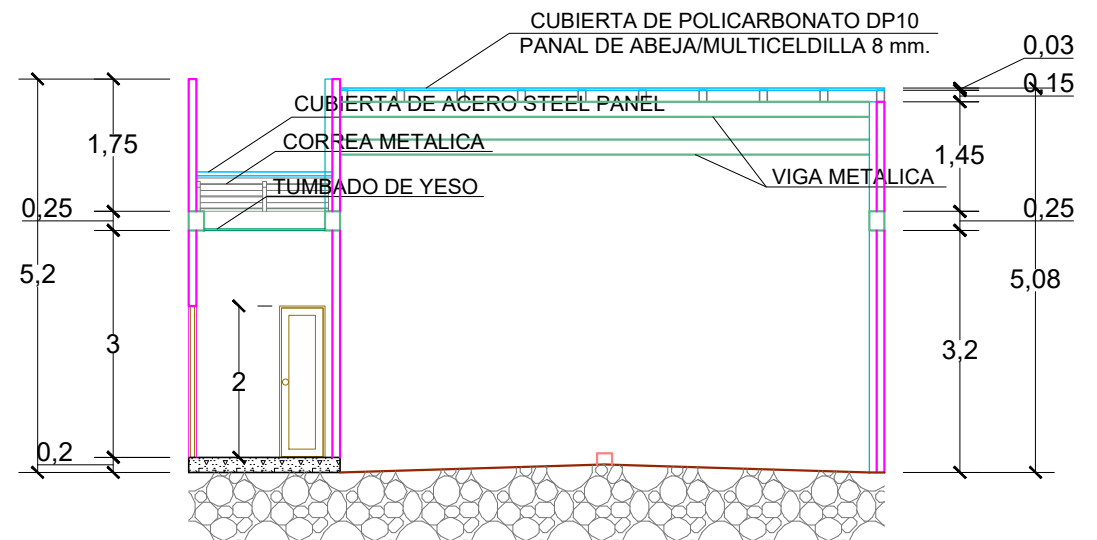 CUBIERTA DE POLICARBONATO DP10
PANAL DE ABEJA/MULTICELDILLA 8 mm.
0,03
0,15
CUBIERTA DE ACERO STEEL PANEL
1,75
CORREA METALICA
1,45
VIGA METALICA
TUMBADO DE YESO
0,25
0,25
5,2
5,08
3
3,2
2
0,2